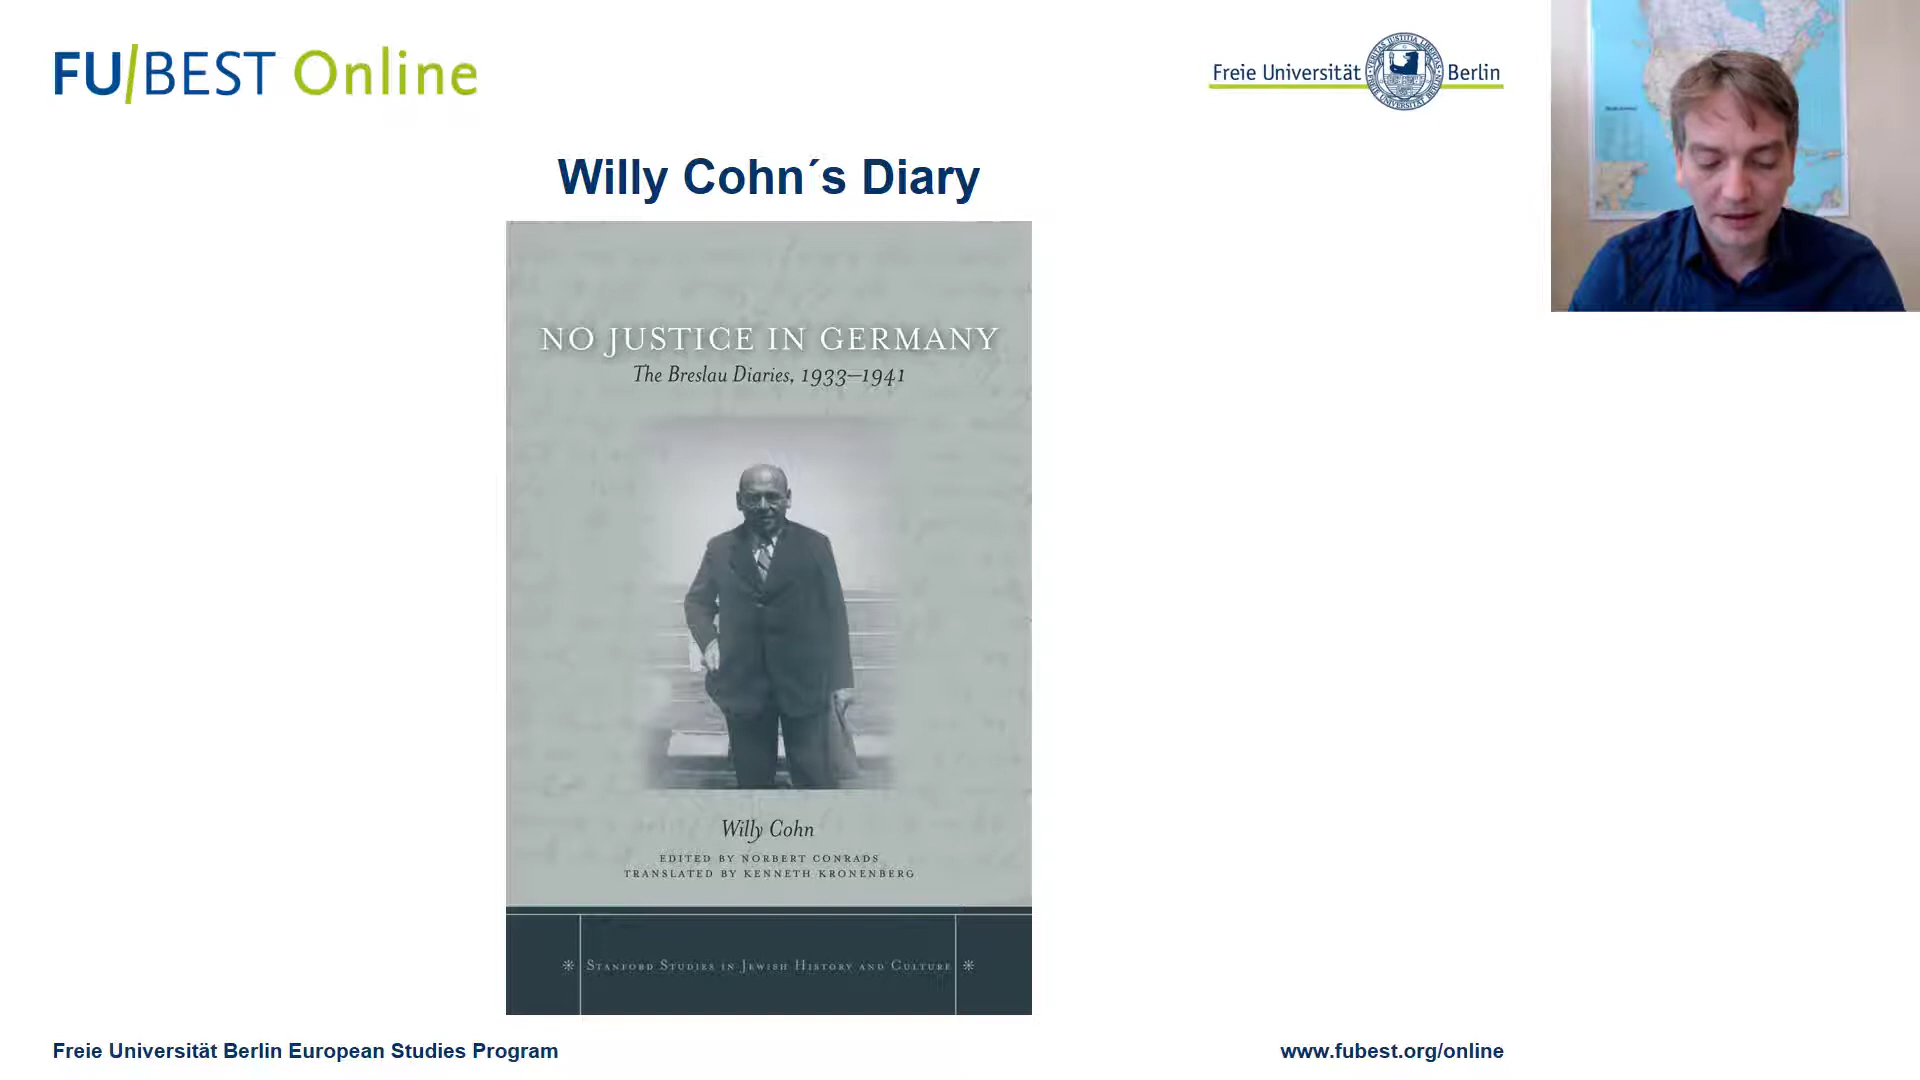 FU/BEST Online
Freie Universität Berlin
Willy Cohn´s Diary
NO JUSTICE IN GERMANY
The Breslau Diaries, 1933–1941
Willy Cohn
EDITED BY NORBERT CONRADS
TRANSLATED BY KENNETH KRONENBERG
STANFORD STUDIES IN JEWISH HISTORY AND CULTURE
Freie Universität Berlin European Studies Program
www.fubest.org/online